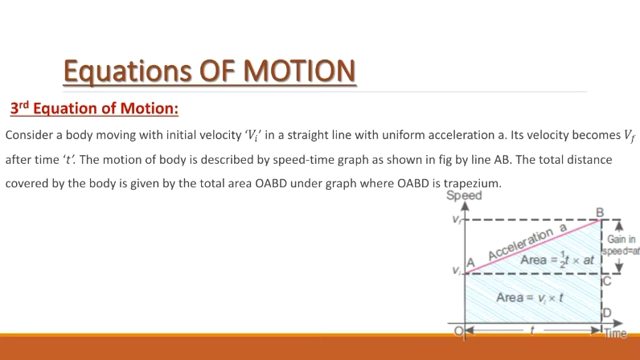 Equations OF MOTION
3rd Equation of Motion:
Consider a body moving with initial velocity ‘Vi’ in a straight line with uniform acceleration a. Its velocity becomes Vf
after time ‘t’. The motion of body is described by speed-time graph as shown in fig by line AB. The total distance
covered by the body is given by the total area OABD under graph where OABD is trapezium.
Speed
vf
B
Acceleration a
Gain in
speed=at
A
Area = 1/2 t × at
vi
C
Area = vi × t
D
O
t
Time